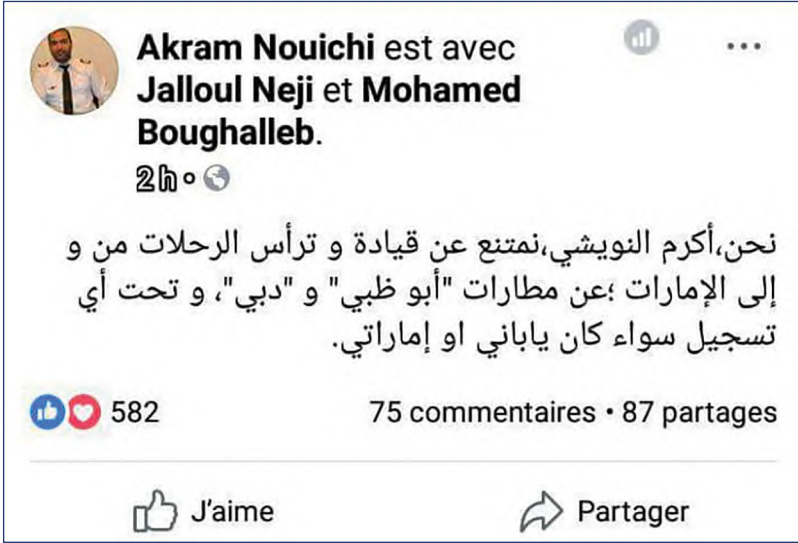 Akram Nouichi est avec
Jalloul Neji et Mohamed
Boughalleb.
2h
نحن،أكرم النويشي،نمتنع عن قيادة و ترأس الرحلات من و
إلى الإمارات ؛عن مطارات "أبو ظبي" و "دبي"، و تحت أي
تسجيل سواء كان ياباني او إماراتي.
582
75 commentaires • 87 partages
J'aime
Partager